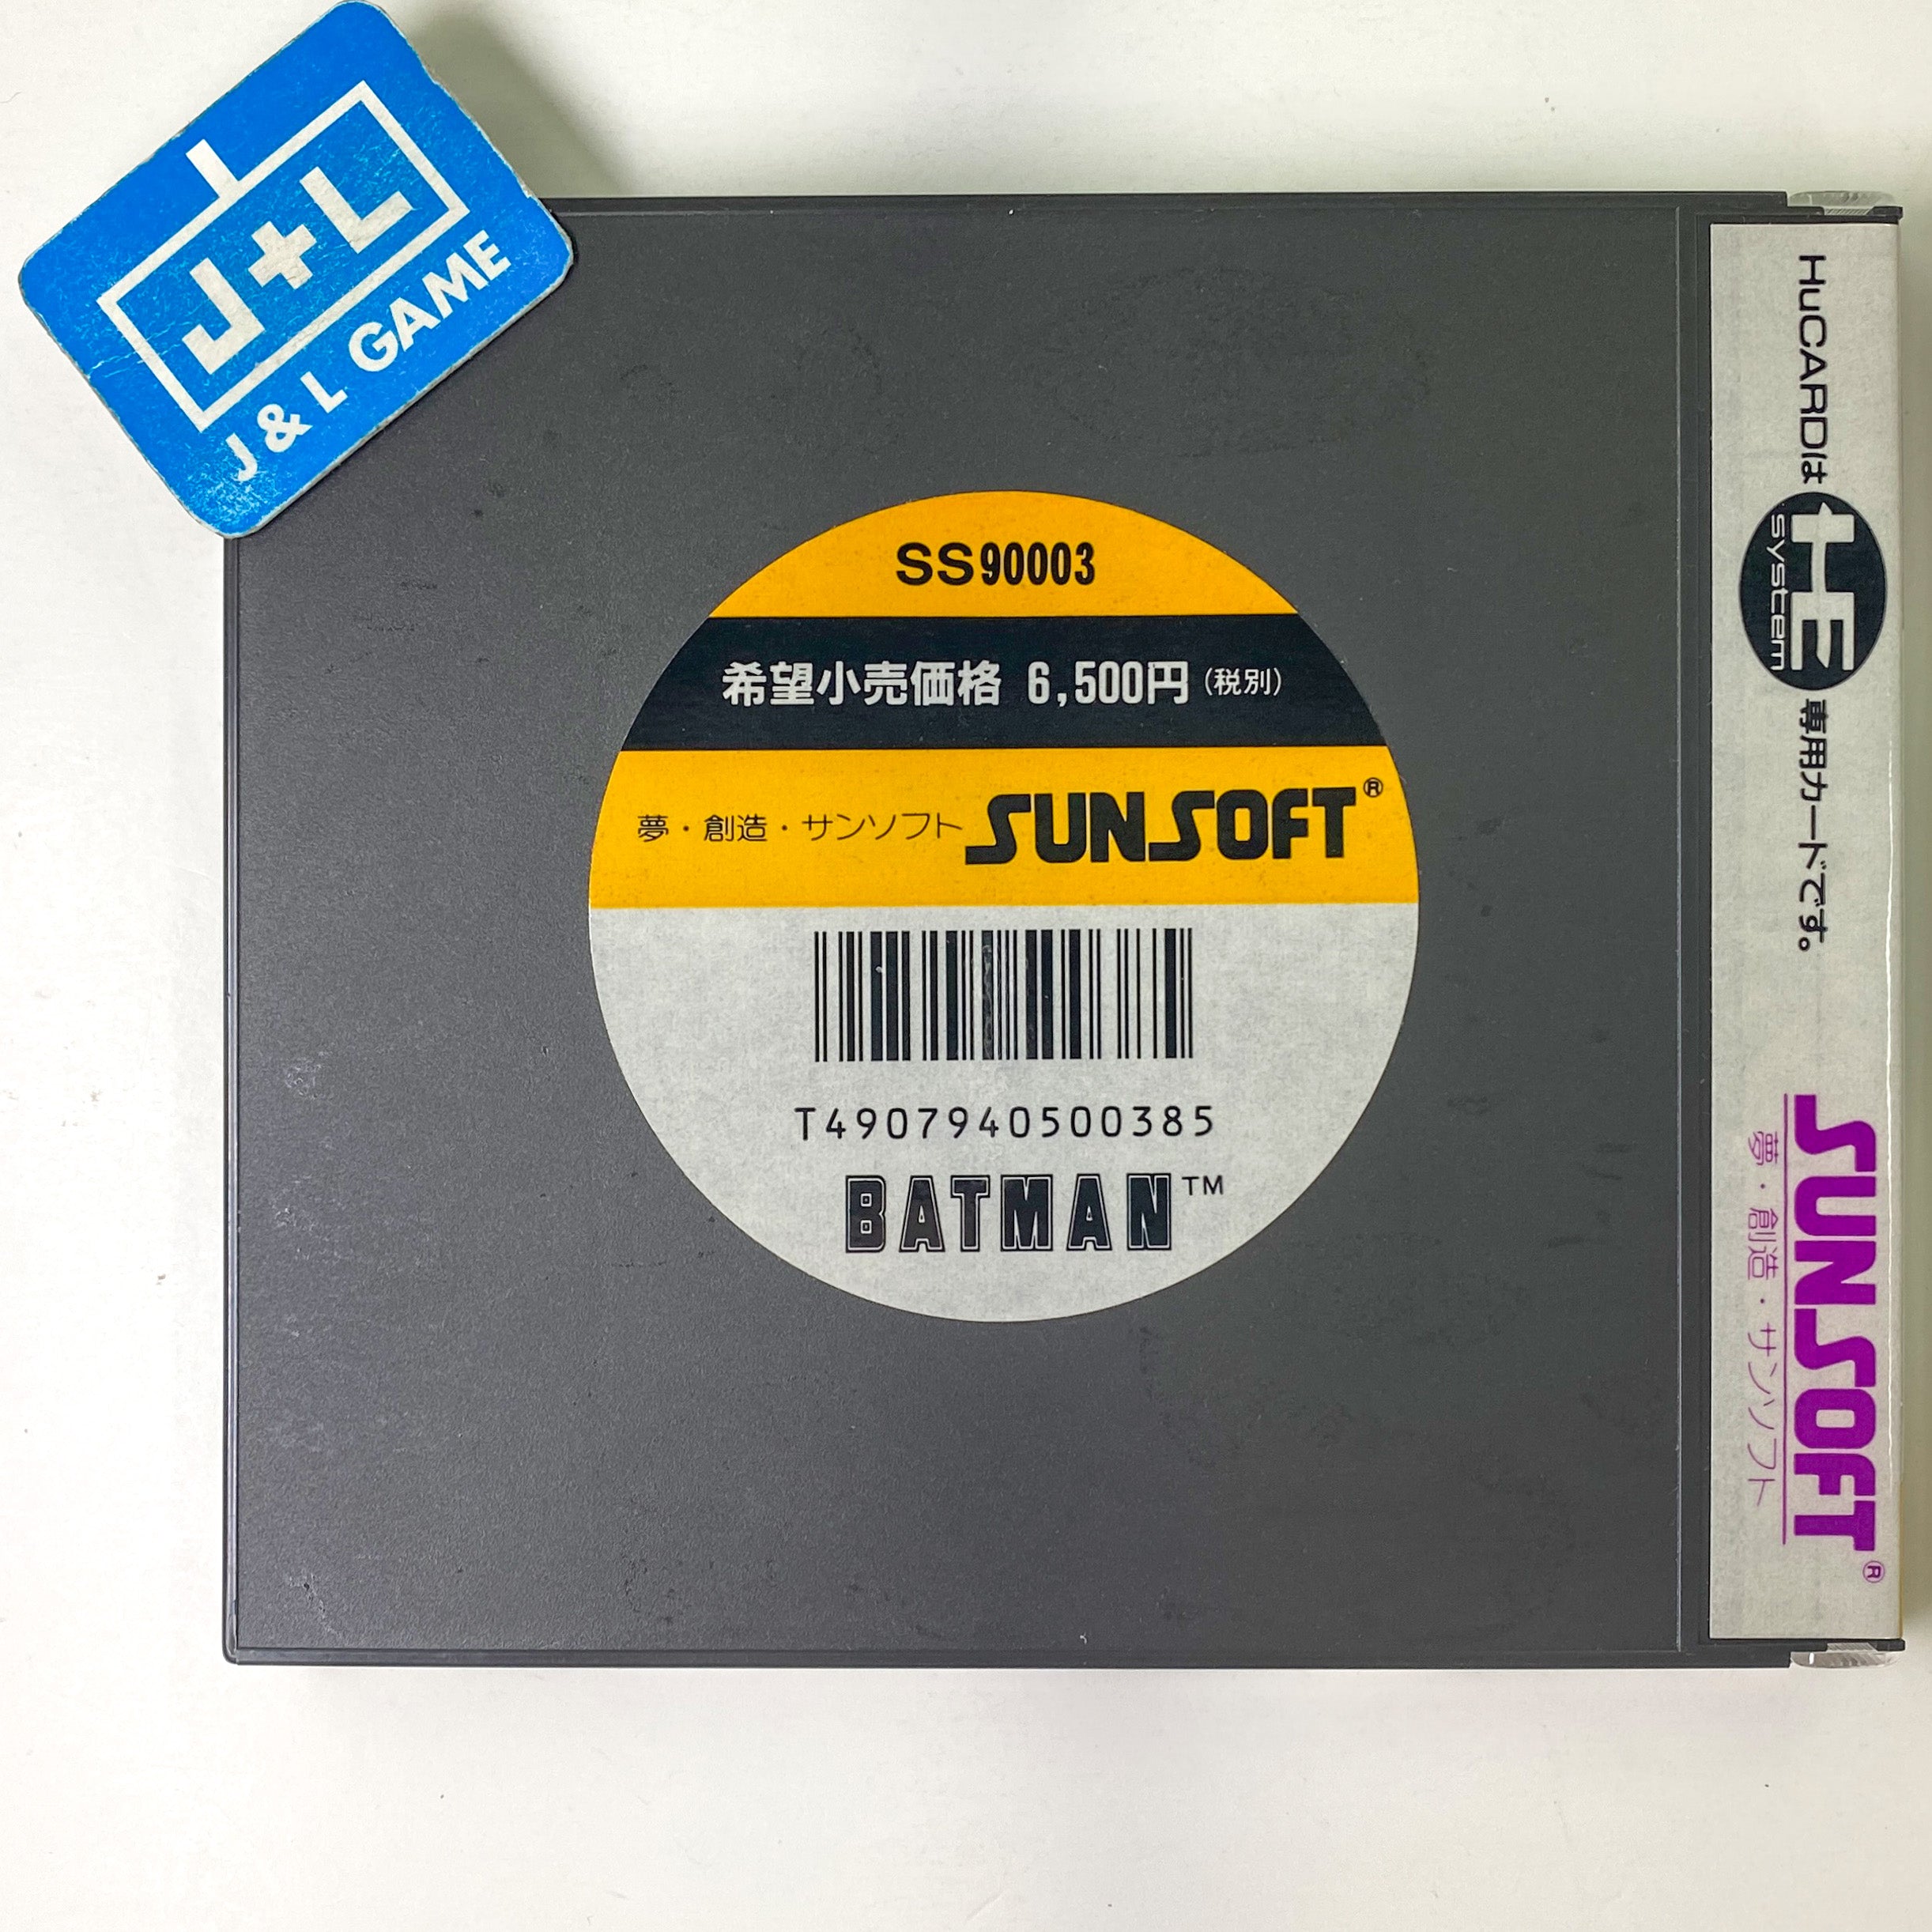 J+L
J & L GAME
SS90003
希望小売価格 6,500円(税別)
夢・創造・サンソフト SUNSOFT®
T4907940500385
BATMAN™
HuCARDは HE system 専用カードです。
SUNSOFT®
夢・創造・サンソフト